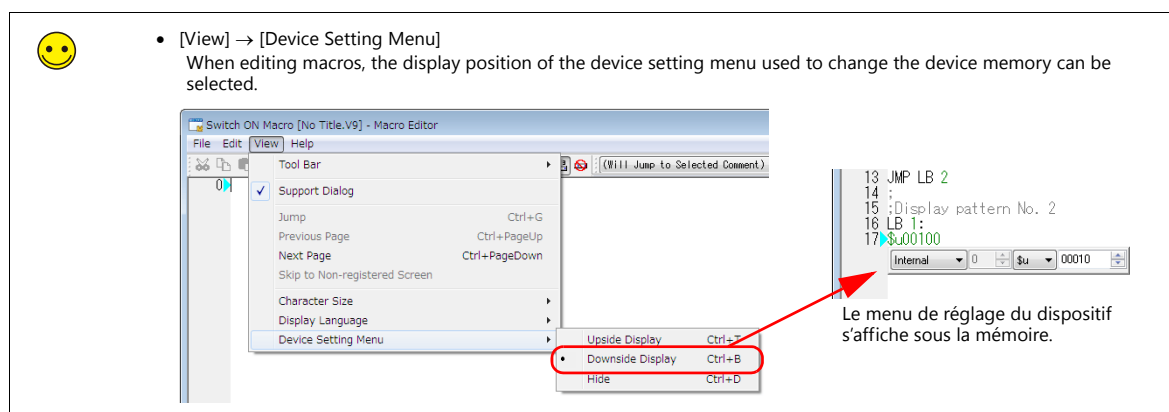 • [View] → [Device Setting Menu]
When editing macros, the display position of the device setting menu used to change the device memory can be
selected.
Switch ON Macro [No Title.V9] - Macro Editor
File Edit View Help
(Will Jump to Selected Comment)
0
Tool Bar
✓ Support Dialog
Jump Ctrl+G
Previous Page Ctrl+PageUp
Next Page Ctrl+PageDown
Skip to Non-registered Screen
Character Size
Display Language
Device Setting Menu
Upside Display Ctrl+T
• Downside Display Ctrl+B
Hide Ctrl+D
13 JMP LB 2
14 ;
15 ;Display pattern No. 2
16 LB 1:
17 $u00100
Internal 0 $u 00010
Le menu de réglage du dispositif
s’affiche sous la mémoire.